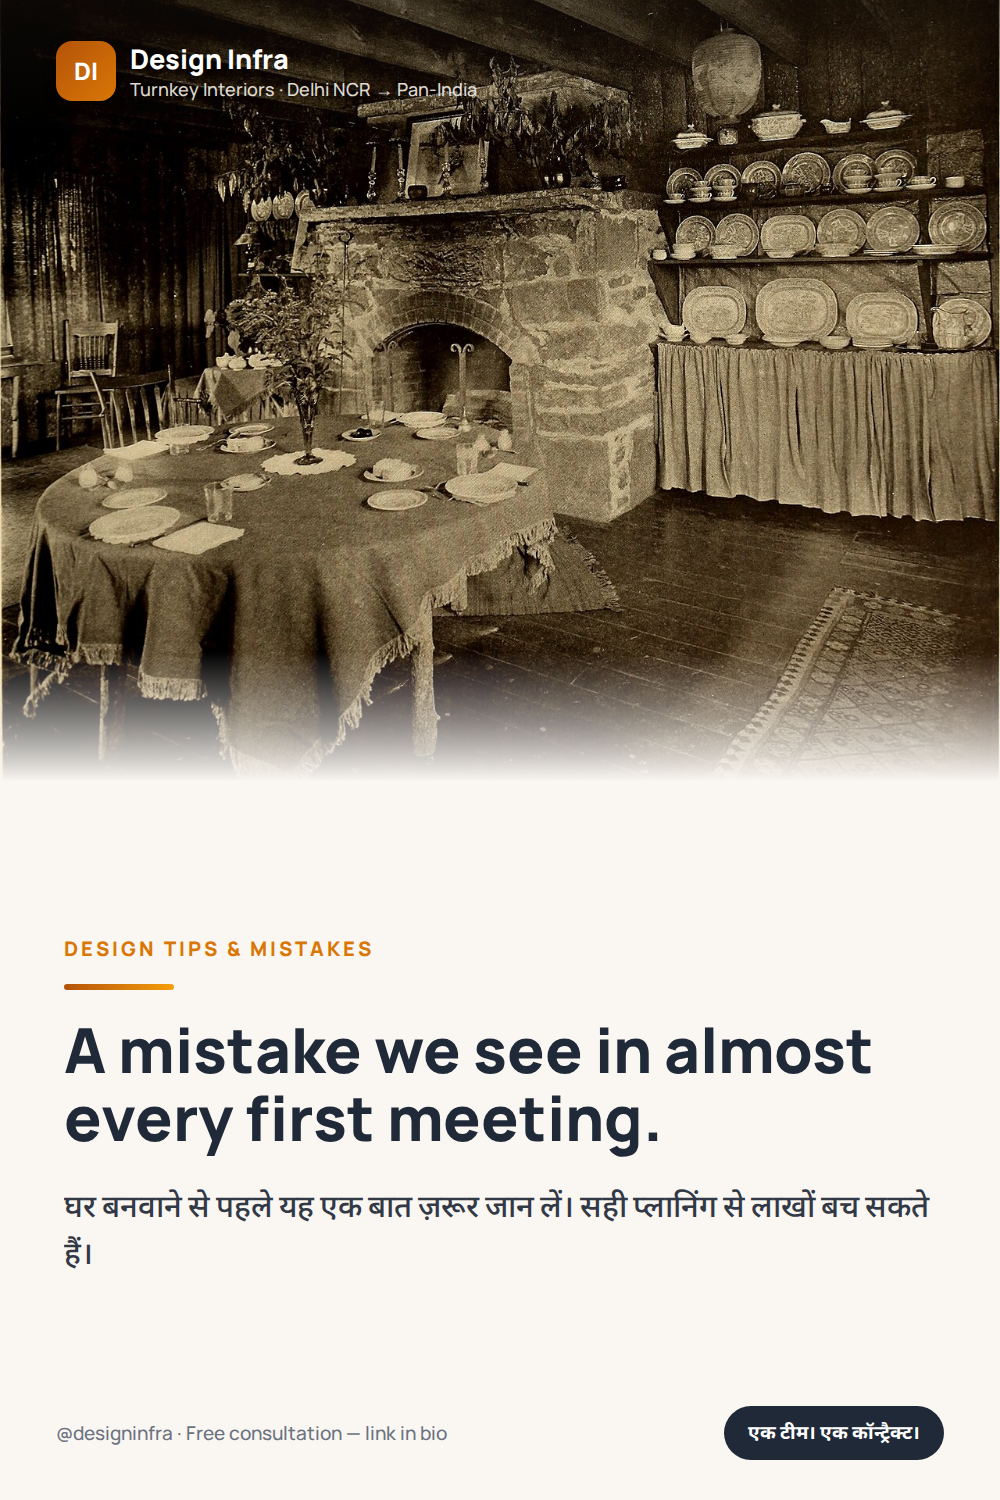 DI
Design Infra
Turnkey Interiors · Delhi NCR → Pan-India
DESIGN TIPS & MISTAKES
A mistake we see in almost
every first meeting.
घर बनवाने से पहले यह एक बात ज़रूर जान लें। सही प्लानिंग से लाखों बच सकते
हैं।
@designinfra · Free consultation — link in bio
एक टीम। एक कॉन्ट्रैक्ट।